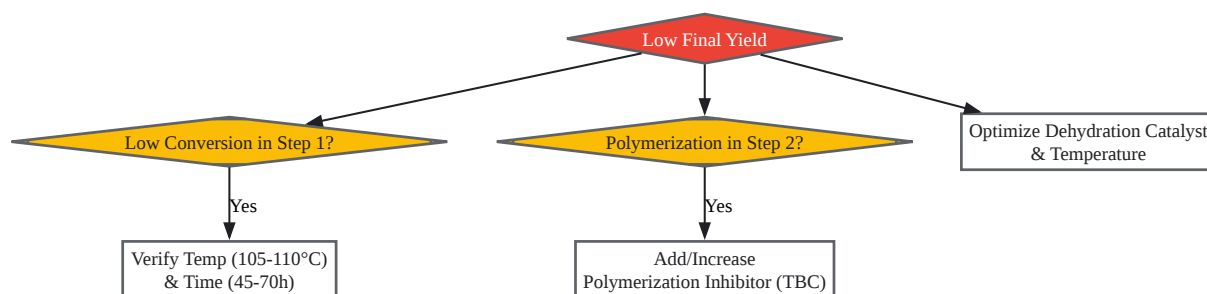 Low Final Yield
Low Conversion in Step 1?
Polymerization in Step 2?
Optimize Dehydration Catalyst
& Temperature
Yes
Yes
Verify Temp (105-110°C)
& Time (45-70h)
Add/Increase
Polymerization Inhibitor (TBC)